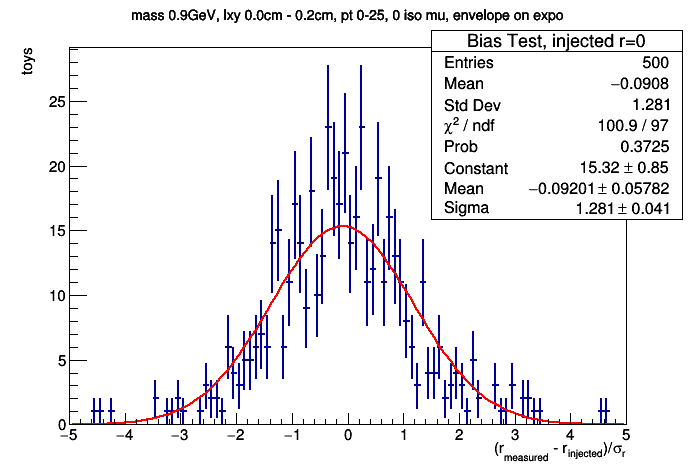 mass 0.9GeV, lxy 0.0cm - 0.2cm, pt 0-25, 0 iso mu, envelope on expo
toys
Bias Test, injected r=0
Entries 500
Mean −0.0908
Std Dev 1.281
χ² / ndf 100.9 / 97
Prob 0.3725
Constant 15.32 ± 0.85
Mean −0.09201 ± 0.05782
Sigma 1.281 ± 0.041
25
20
15
10
5
0
−5 −4 −3 −2 −1 0 1 2 3 4 5
(r_measured - r_injected)/σ_r